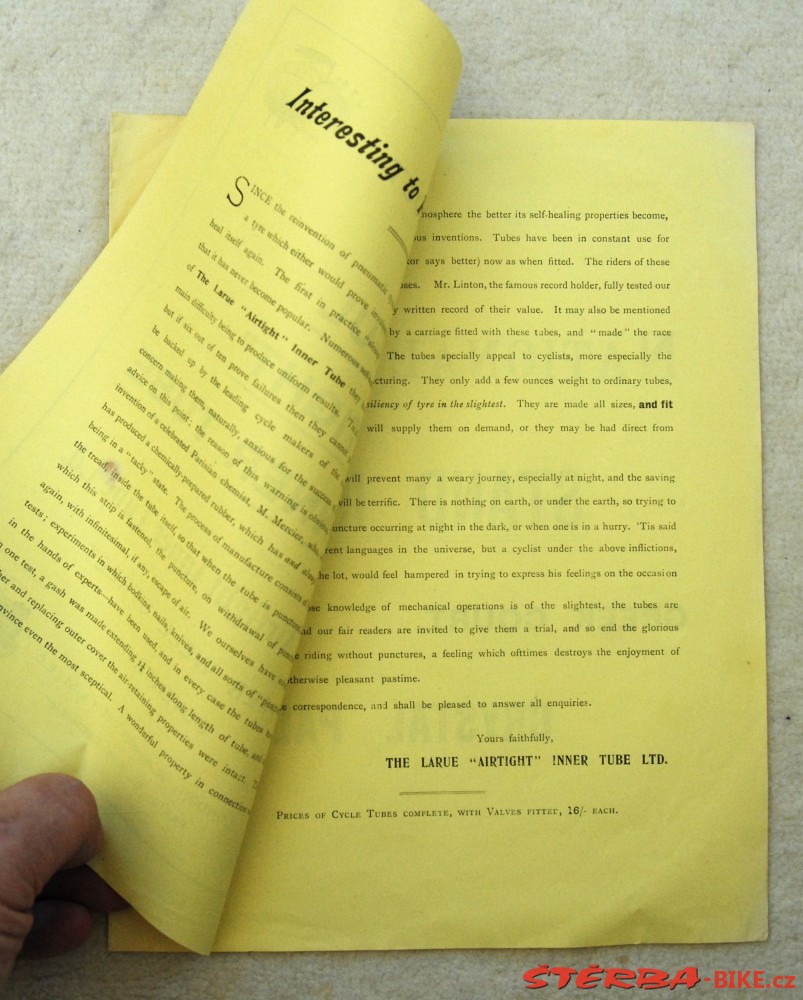 Interesting to
SINCE the reinvention of pneumatic
a tyre which either would prove
heal itself again. The first in practice
that it has never become popular. Numerous
of The Larue "Airtight" Inner Tube they
main difficulty being to produce uniform results.
but if six out of ten prove failures then they cannot
be backed up by the leading cycle makers of the
concern making them, naturally, anxious for the success
advice on this point; the reason of this warning is
invention of a celebrated Parisian chemist, M. Mercier, who
has produced a chemically-prepared rubber, which has and
being in a "tacky" state. The process of manufacture consists
the tread, inside the tube itself, so that when the tube is
which this strip is fastened, the puncture, on withdrawal of
again, with infinitesimal, if any, escape of air. We ourselves have
tests; experiments in which bodkins, nails, knives, and all sorts of
in the hands of experts—have been used, and in every case the tubes
one test, a gash was made extending 1¼ inches along length of tube, and
and replacing outer cover the air-retaining properties were intact.
even the most sceptical. A wonderful property in connection
nosphere the better its self-healing properties become,
ous inventions. Tubes have been in constant use for
says better) now as when fitted. The riders of these
Mr. Linton, the famous record holder, fully tested our
y written record of their value. It may also be mentioned
by a carriage fitted with these tubes, and "made" the race
The tubes specially appeal to cyclists, more especially the
cturing. They only add a few ounces weight to ordinary tubes,
siliency of tyre in the slightest. They are made all sizes, and fit
will supply them on demand, or they may be had direct from
will prevent many a weary journey, especially at night, and the saving
will be terrific. There is nothing on earth, or under the earth, so trying to
uncture occurring at night in the dark, or when one is in a hurry. 'Tis said
rent languages in the universe, but a cyclist under the above inflictions,
he lot, would feel hampered in trying to express his feelings on the occasion
ose knowledge of mechanical operations is of the slightest, the tubes are
nd our fair readers are invited to give them a trial, and so end the glorious
e riding without punctures, a feeling which ofttimes destroys the enjoyment of
otherwise pleasant pastime.
e correspondence, and shall be pleased to answer all enquiries.
Yours faithfully,
THE LARUE "AIRTIGHT" INNER TUBE LTD.
PRICES OF CYCLE TUBES COMPLETE, WITH VALVES FITTED, 16/- EACH.
ŠTĚRBA-BIKE.cz